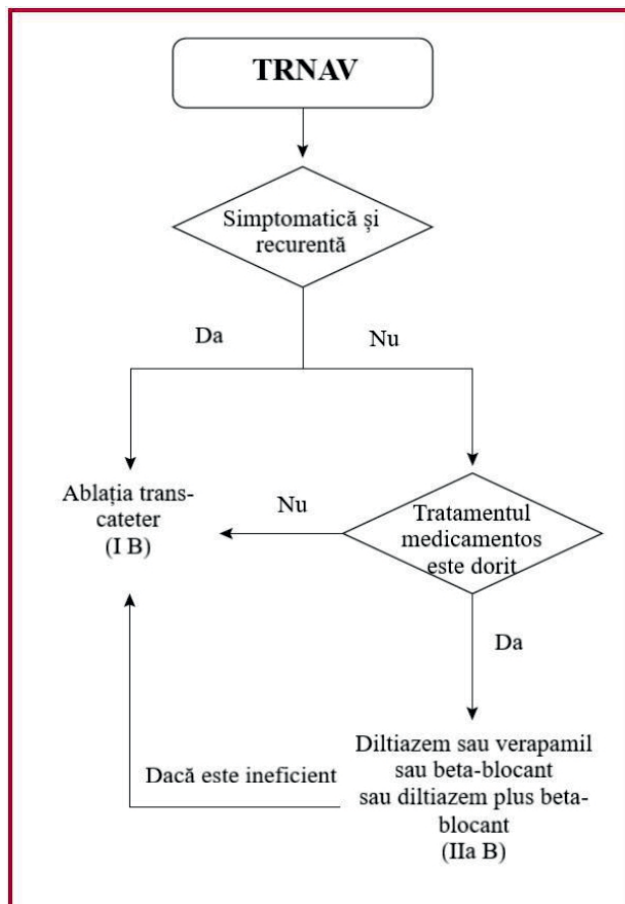 TRNAV
Simptomatică și
recurentă
Da
Nu
Ablația trans-
cateter
(I B)
Nu
Tratamentul
medicamentos
este dorit
Da
Dacă este ineficient
Diltiazem sau verapamil
sau beta-blocant
sau diltiazem plus beta-
blocant
(IIa B)